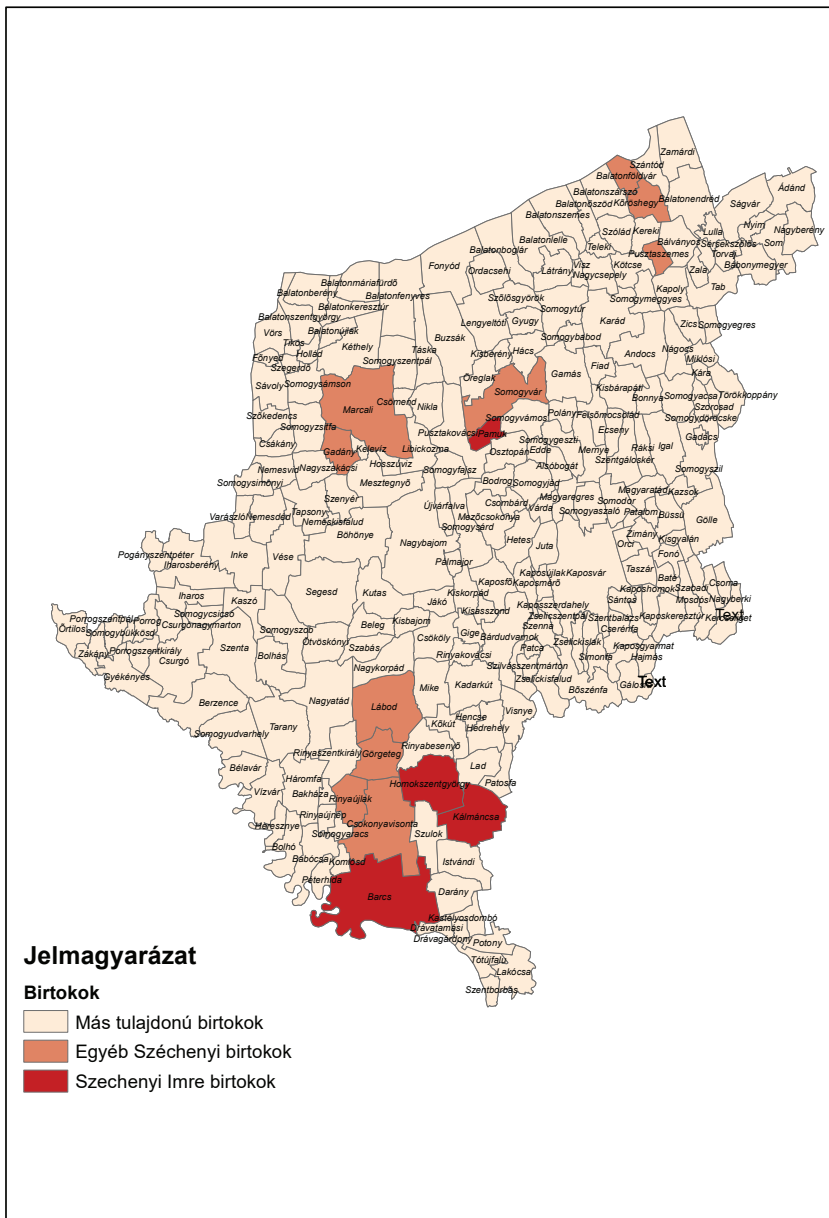 Zamárdi
Szántód
Balatonföldvár
Ádánd
Balatonszárszó
Balatonendréd
Ságvár
Balatonőszöd
Kőröshegy
Balatonszemes
Nyim
Nagyberény
Szólád
Kereki
Lulla
Balatonlelle
Bálványos
Sérsekszőlős
Som
Balatonboglár
Teleki
Pusztaszemes
Torvaj
Fonyód
Ordacsehi
Látrány
Visz
Kötcse
Zala
Bábonymegyer
Nagycsepely
Balatonmáriafürdő
Balatonberény
Balatonfenyves
Kapoly
Tab
Szőlősgyörök
Somogymeggyes
Balatonkeresztúr
Balatonszentgyörgy
Lengyeltóti
Gyugy
Somogytúr
Karád
Zics
Somogyegres
Vörs
Balatonújlak
Buzsák
Somogybabod
Tikos
Kéthely
Táska
Hács
Andocs
Nágocs
Főnyed
Hollád
Kisberény
Miklósi
Szegerdő
Somogyszentpál
Fiad
Kára
Öreglak
Gamás
Sávoly
Somogysámson
Kisbárapáti
Somogyacsa
Törökkoppány
Marcali
Csömend
Nikla
Somogyvár
Bonnya
Szorosad
Szőkedencs
Polány
Felsőmocsolád
Somogydöröcske
Somogyzsitfa
Somogyvámos
Ecseny
Pusztakovácsi
Pamuk
Gadács
Csákány
Somogygeszti
Gadány
Kelevíz
Libickozma
Edde
Mernye
Ráksi
Igal
Osztopán
Nemesvid
Nagyszakácsi
Hosszúvíz
Somogyfajsz
Alsóbogát
Szentgáloskér
Somogyszil
Somogysimonyi
Mesztegnyő
Bodrog
Somogyjád
Magyaratád
Kazsok
Szenyér
Újvárfalva
Csombárd
Magyaregres
Somodor
Tapsony
Mezőcsokonya
Várda
Patalom
Varászló
Nemesdéd
Nemeskisfalud
Somogysárd
Somogyaszaló
Büssü
Gölle
Böhönye
Zimány
Nagybajom
Hetes
Juta
Orci
Kisgyalán
Pogányszentpéter
Inke
Vése
Fonó
Iharosberény
Pálmajor
Taszár
Kaposújlak
Kaposvár
Baté
Iharos
Segesd
Kutas
Kaposfő
Kaposmérő
Kaposhomok
Szabadi
Csoma
Kaszó
Kiskorpád
Nagyberki
Jákó
Sántos
Mosdós
Porrogszentpál
Somogycsicsó
Kisasszond
Kaposszerdahely
Text
Őrtilos
Porrog
Csurgónagymarton
Kisbajom
Zselicszentpál
Szentbalázs
Kaposkeresztúr
Kercseliget
Somogybükkösd
Somogyszob
Beleg
Csököly
Gige
Bárdudvarnok
Szenna
Cserénfa
Porrogszentkirály
Ötvöskónyi
Szabás
Patca
Zselickislak
Kaposgyarmat
Zákány
Szenta
Bolhás
Rinyakovácsi
Simonfa
Hajmás
Csurgó
Nagykorpád
Szilvásszentmárton
Gyékényes
Zselickisfalud
Text
Gálosfa
Mike
Kadarkút
Bőszénfa
Berzence
Nagyatád
Lábod
Visnye
Hencse
Tarany
Kőkút
Hedrehely
Somogyudvarhely
Rinyaszentkirály
Görgeteg
Rinyabesenyő
Bélavár
Lad
Háromfa
Homokszentgyörgy
Patosfa
Vízvár
Bakháza
Rinyaújlak
Rinyaújnép
Kálmáncsa
Heresznye
Csokonyavisonta
Somogyaracs
Szulok
Bolhó
Babócsa
Komlósd
Istvándi
Péterhida
Barcs
Darány
Kastélyosdombó
Drávatamási
Drávagárdony
Potony
Tótújfalu
Lakócsa
Szentborbás
Jelmagyarázat
Birtokok
Más tulajdonú birtokok
Egyéb Széchenyi birtokok
Szechenyi Imre birtokok